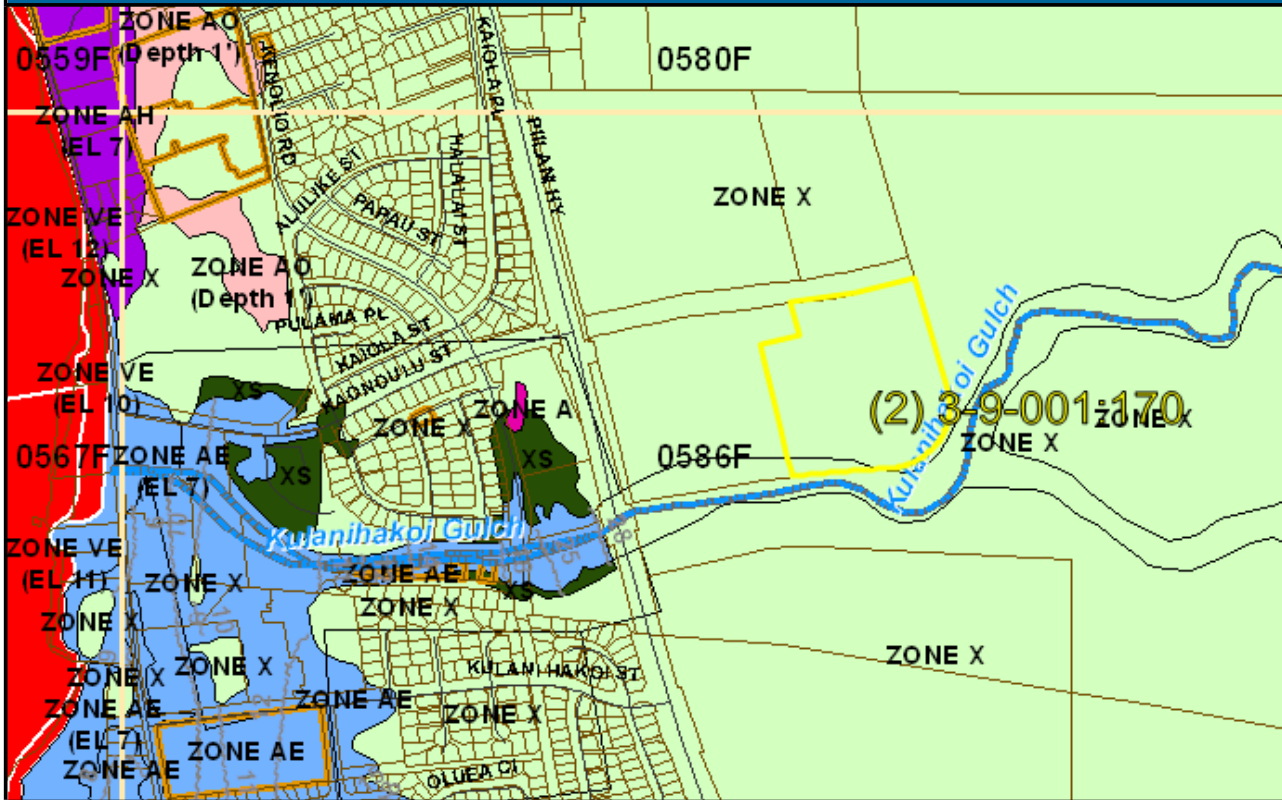 ZONE AO
(Depth 1')
0559F
0580F
KENOLIO RD
KAIOLA PL
PIILANI HY
ZONE AH
(EL 7)
HALALAI ST
ALULIKE ST
PAPAU ST
ZONE X
ZONE VE
(EL 12)
ZONE X
ZONE AO
(Depth 1')
PULAMA PL
KAIOLA ST
KAONOULU ST
ZONE VE
(EL 10)
XS
ZONE A
ZONE X
(2) 3-9-001:170
ZONE X
ZONE X
Kulanihakoi Gulch
0567F
ZONE AE
(EL 7)
XS
XS
0586F
Kulanihakoi Gulch
ZONE VE
(EL 11)
ZONE X
ZONE AE
XS
ZONE X
ZONE X
ZONE X
ZONE X
KULANIHAKOI ST
ZONE X
ZONE X
ZONE AE
(EL 7)
ZONE AE
ZONE X
ZONE AE
ZONE AE
OLUEA CI